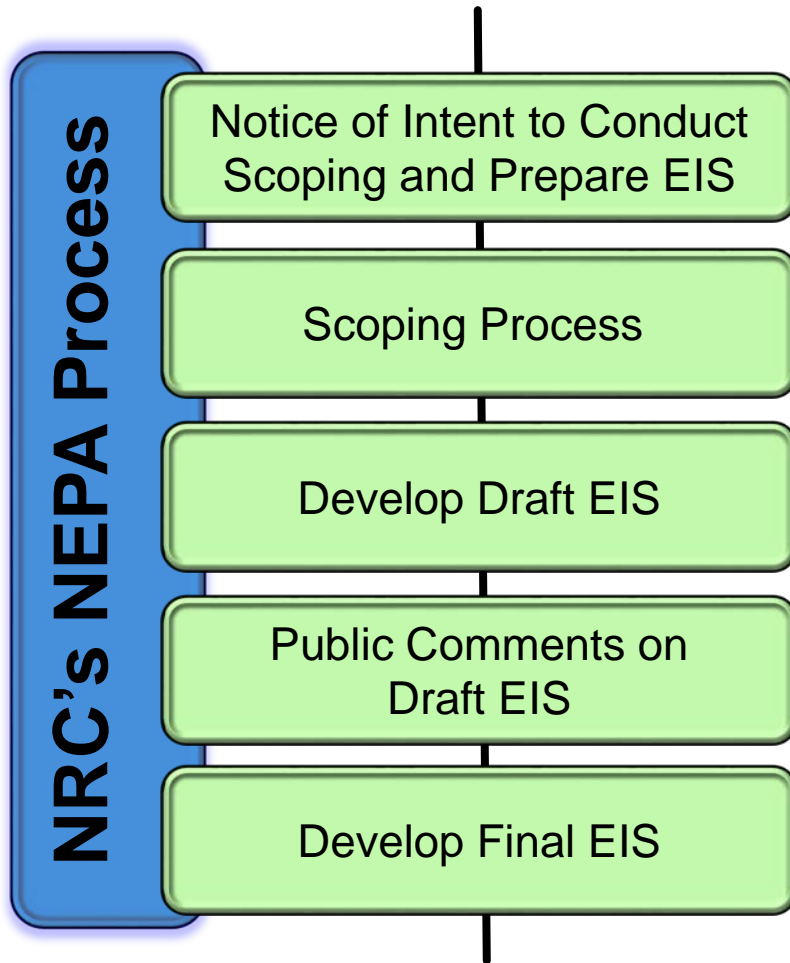 NRC's NEPA Process
Notice of Intent to Conduct
Scoping and Prepare EIS
Scoping Process
Develop Draft EIS
Public Comments on
Draft EIS
Develop Final EIS